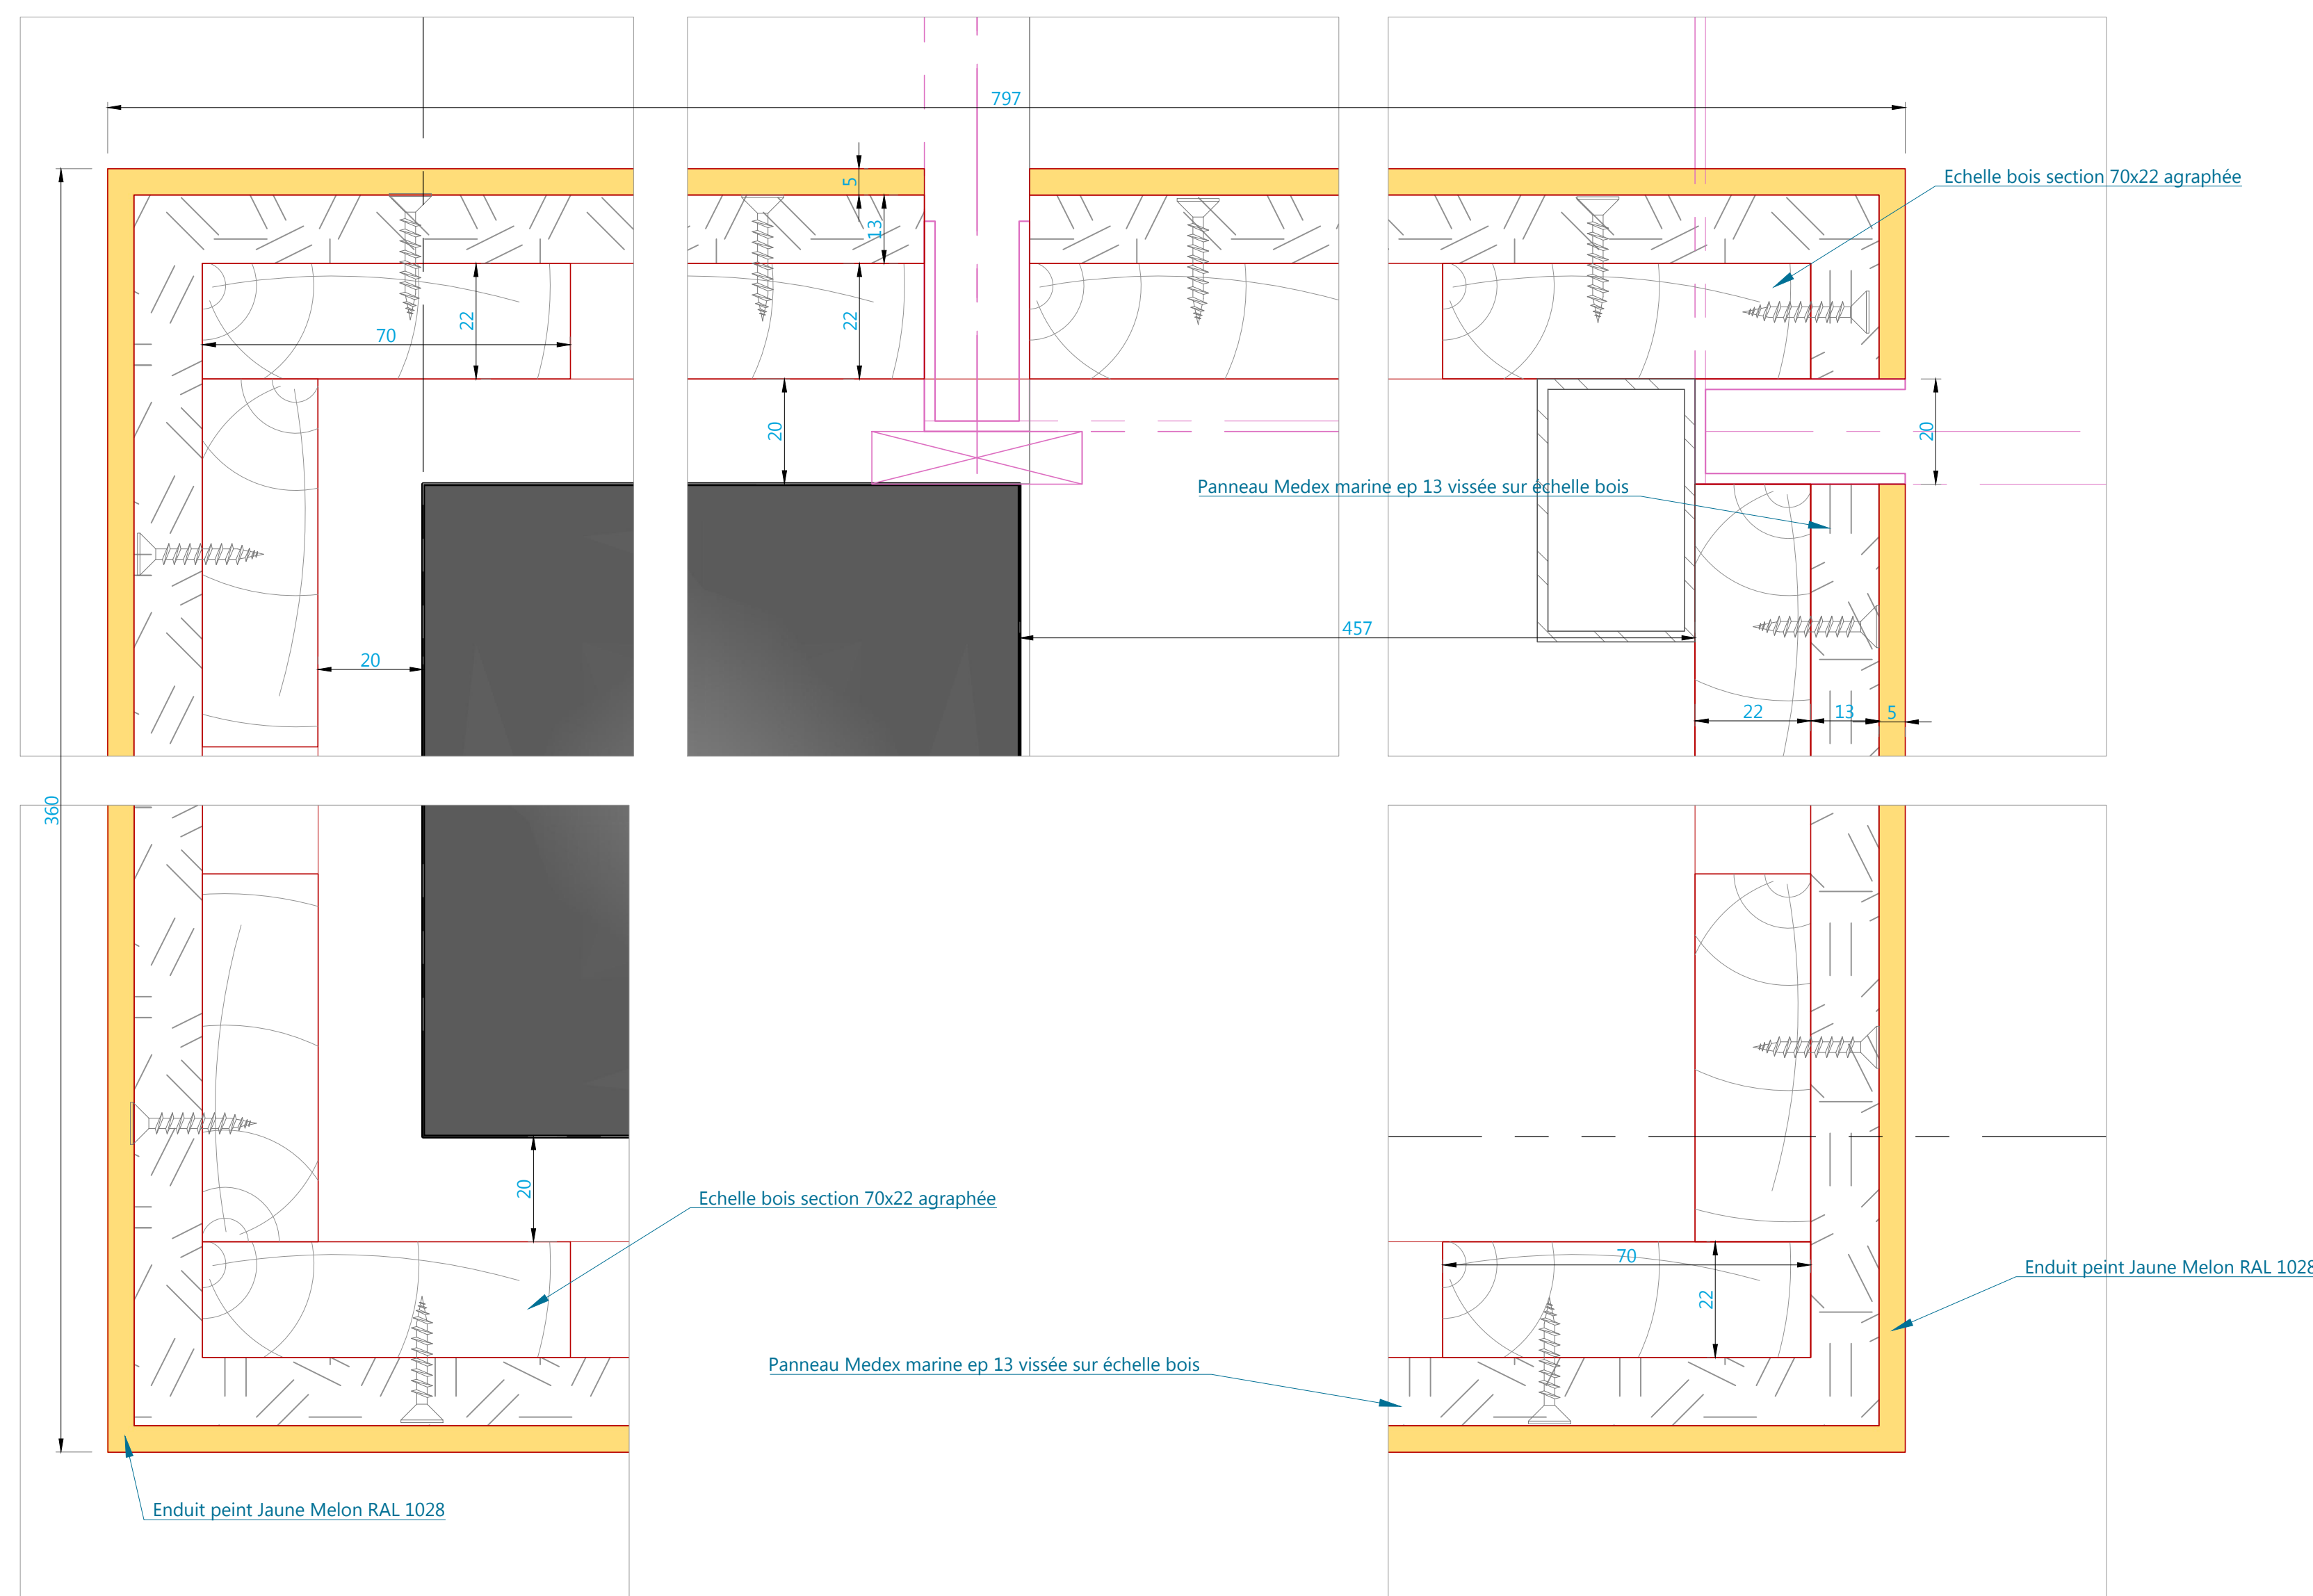 797
5
Echelle bois section 70x22 agraphée
13
22
22
70
20
20
Panneau Medex marine ep 13 vissée sur échelle bois
457
20
22
13
5
360
20
Echelle bois section 70x22 agraphée
70
Enduit peint Jaune Melon RAL 1028
22
Panneau Medex marine ep 13 vissée sur échelle bois
Enduit peint Jaune Melon RAL 1028